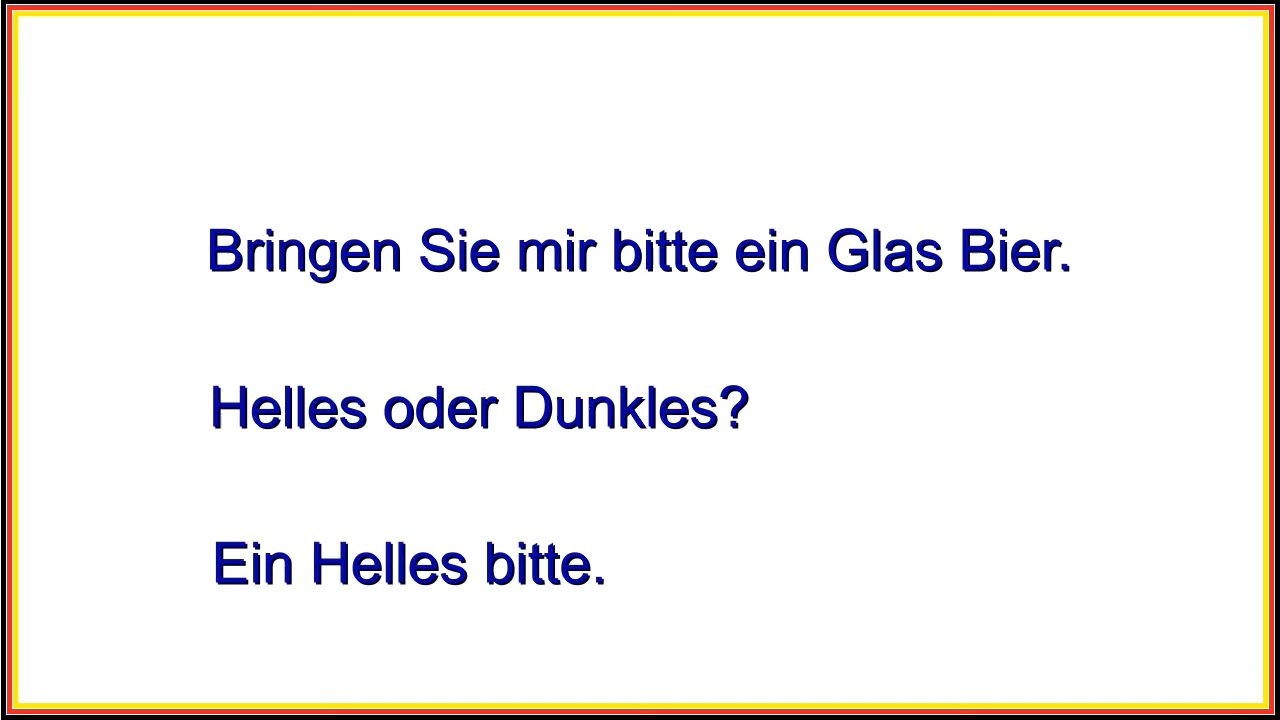 Bringen Sie mir bitte ein Glas Bier.
Helles oder Dunkles?
Ein Helles bitte.